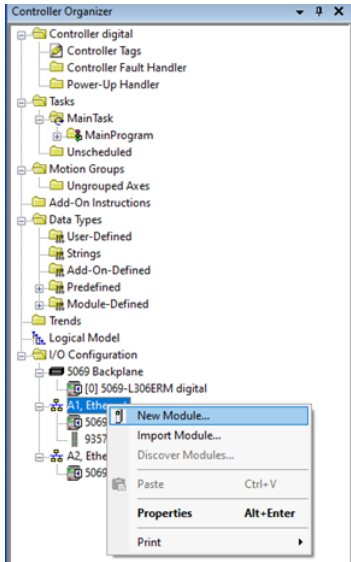 Controller Organizer
Controller digital
Controller Tags
Controller Fault Handler
Power-Up Handler
Tasks
MainTask
MainProgram
Unscheduled
Motion Groups
Ungrouped Axes
Add-On Instructions
Data Types
User-Defined
Strings
Add-On-Defined
Predefined
Module-Defined
Trends
Logical Model
I/O Configuration
5069 Backplane
[0] 5069-L306ERM digital
A1, Ethe
New Module...
5069
Import Module...
9357
Discover Modules...
A2, Ethe
5069
Paste Ctrl+V
Properties Alt+Enter
Print